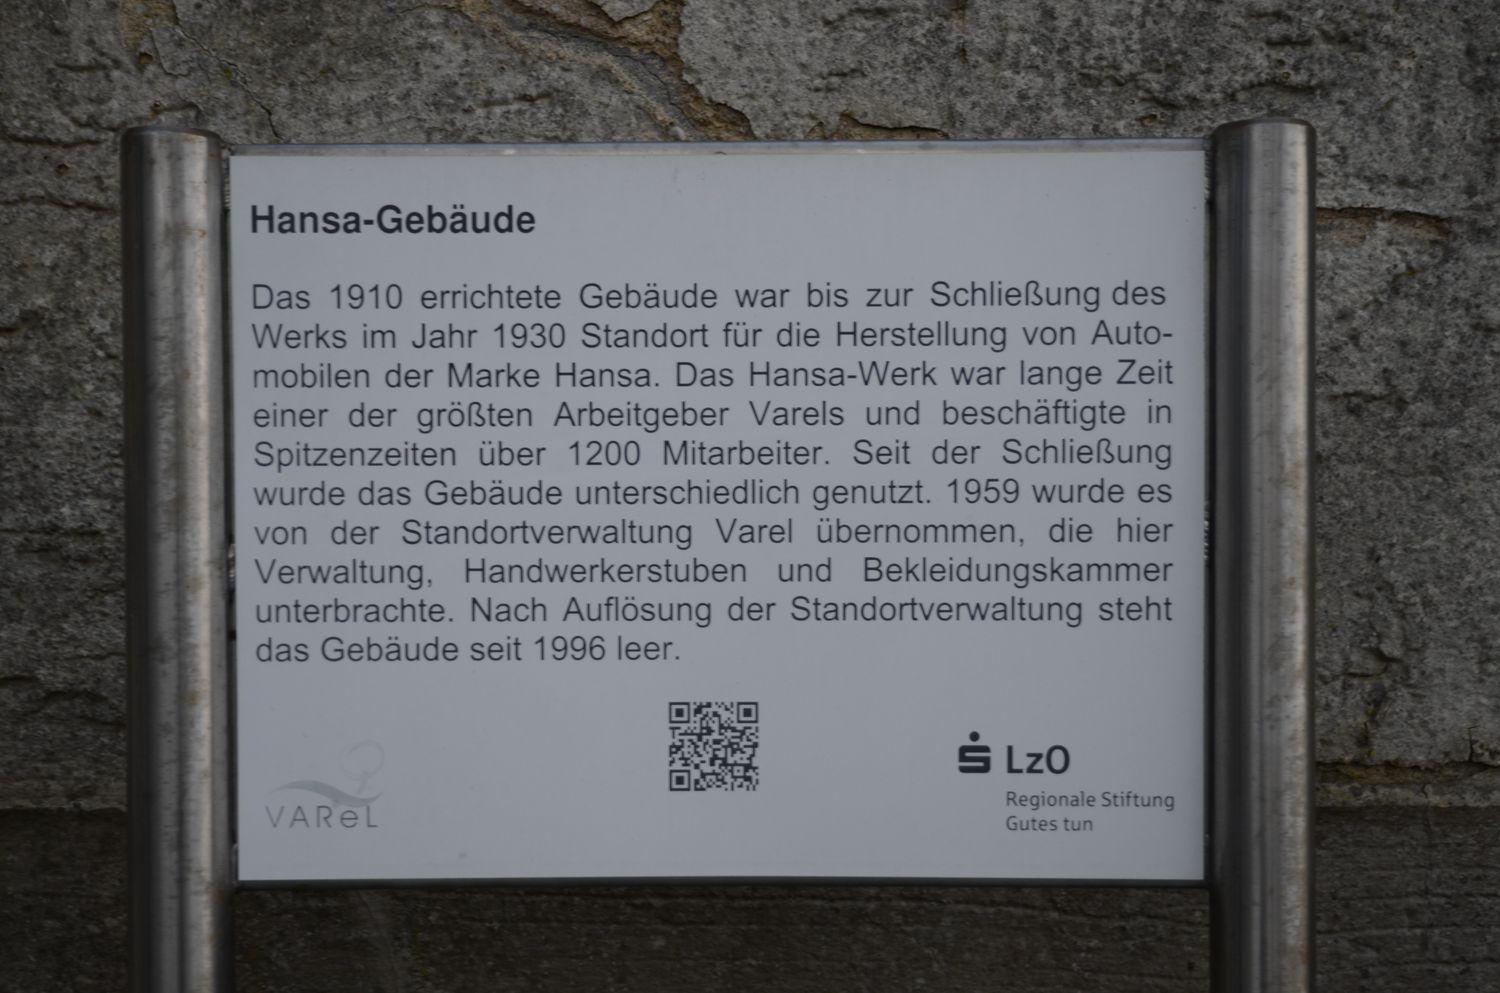 Hansa-Gebäude
Das 1910 errichtete Gebäude war bis zur Schließung des
Werks im Jahr 1930 Standort für die Herstellung von Auto-
mobilen der Marke Hansa. Das Hansa-Werk war lange Zeit
einer der größten Arbeitgeber Varels und beschäftigte in
Spitzenzeiten über 1200 Mitarbeiter. Seit der Schließung
wurde das Gebäude unterschiedlich genutzt. 1959 wurde es
von der Standortverwaltung Varel übernommen, die hier
Verwaltung, Handwerkerstuben und Bekleidungskammer
unterbrachte. Nach Auflösung der Standortverwaltung steht
das Gebäude seit 1996 leer.
VAReL
LzO
Regionale Stiftung
Gutes tun